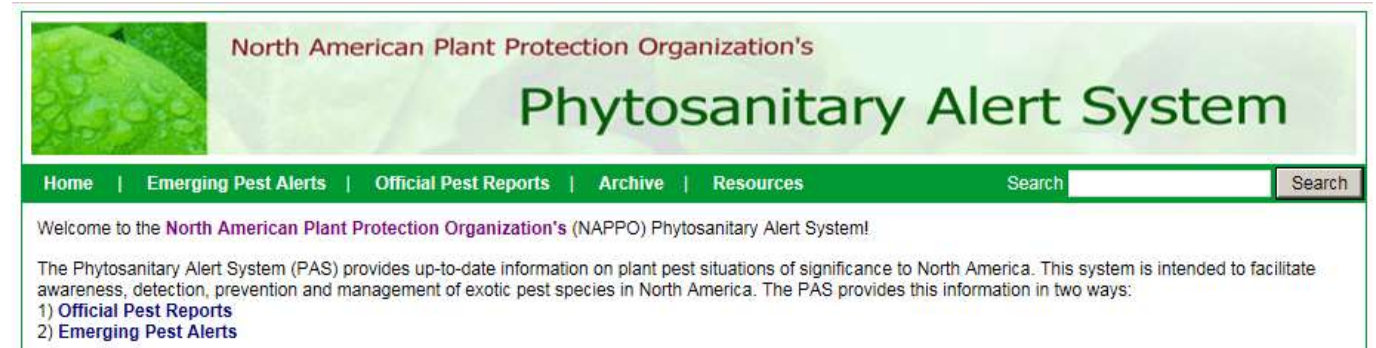 North American Plant Protection Organization's
Phytosanitary Alert System
Home | Emerging Pest Alerts | Official Pest Reports | Archive | Resources Search Search
Welcome to the North American Plant Protection Organization's (NAPPO) Phytosanitary Alert System!
The Phytosanitary Alert System (PAS) provides up-to-date information on plant pest situations of significance to North America. This system is intended to facilitate
awareness, detection, prevention and management of exotic pest species in North America. The PAS provides this information in two ways:
1) Official Pest Reports
2) Emerging Pest Alerts